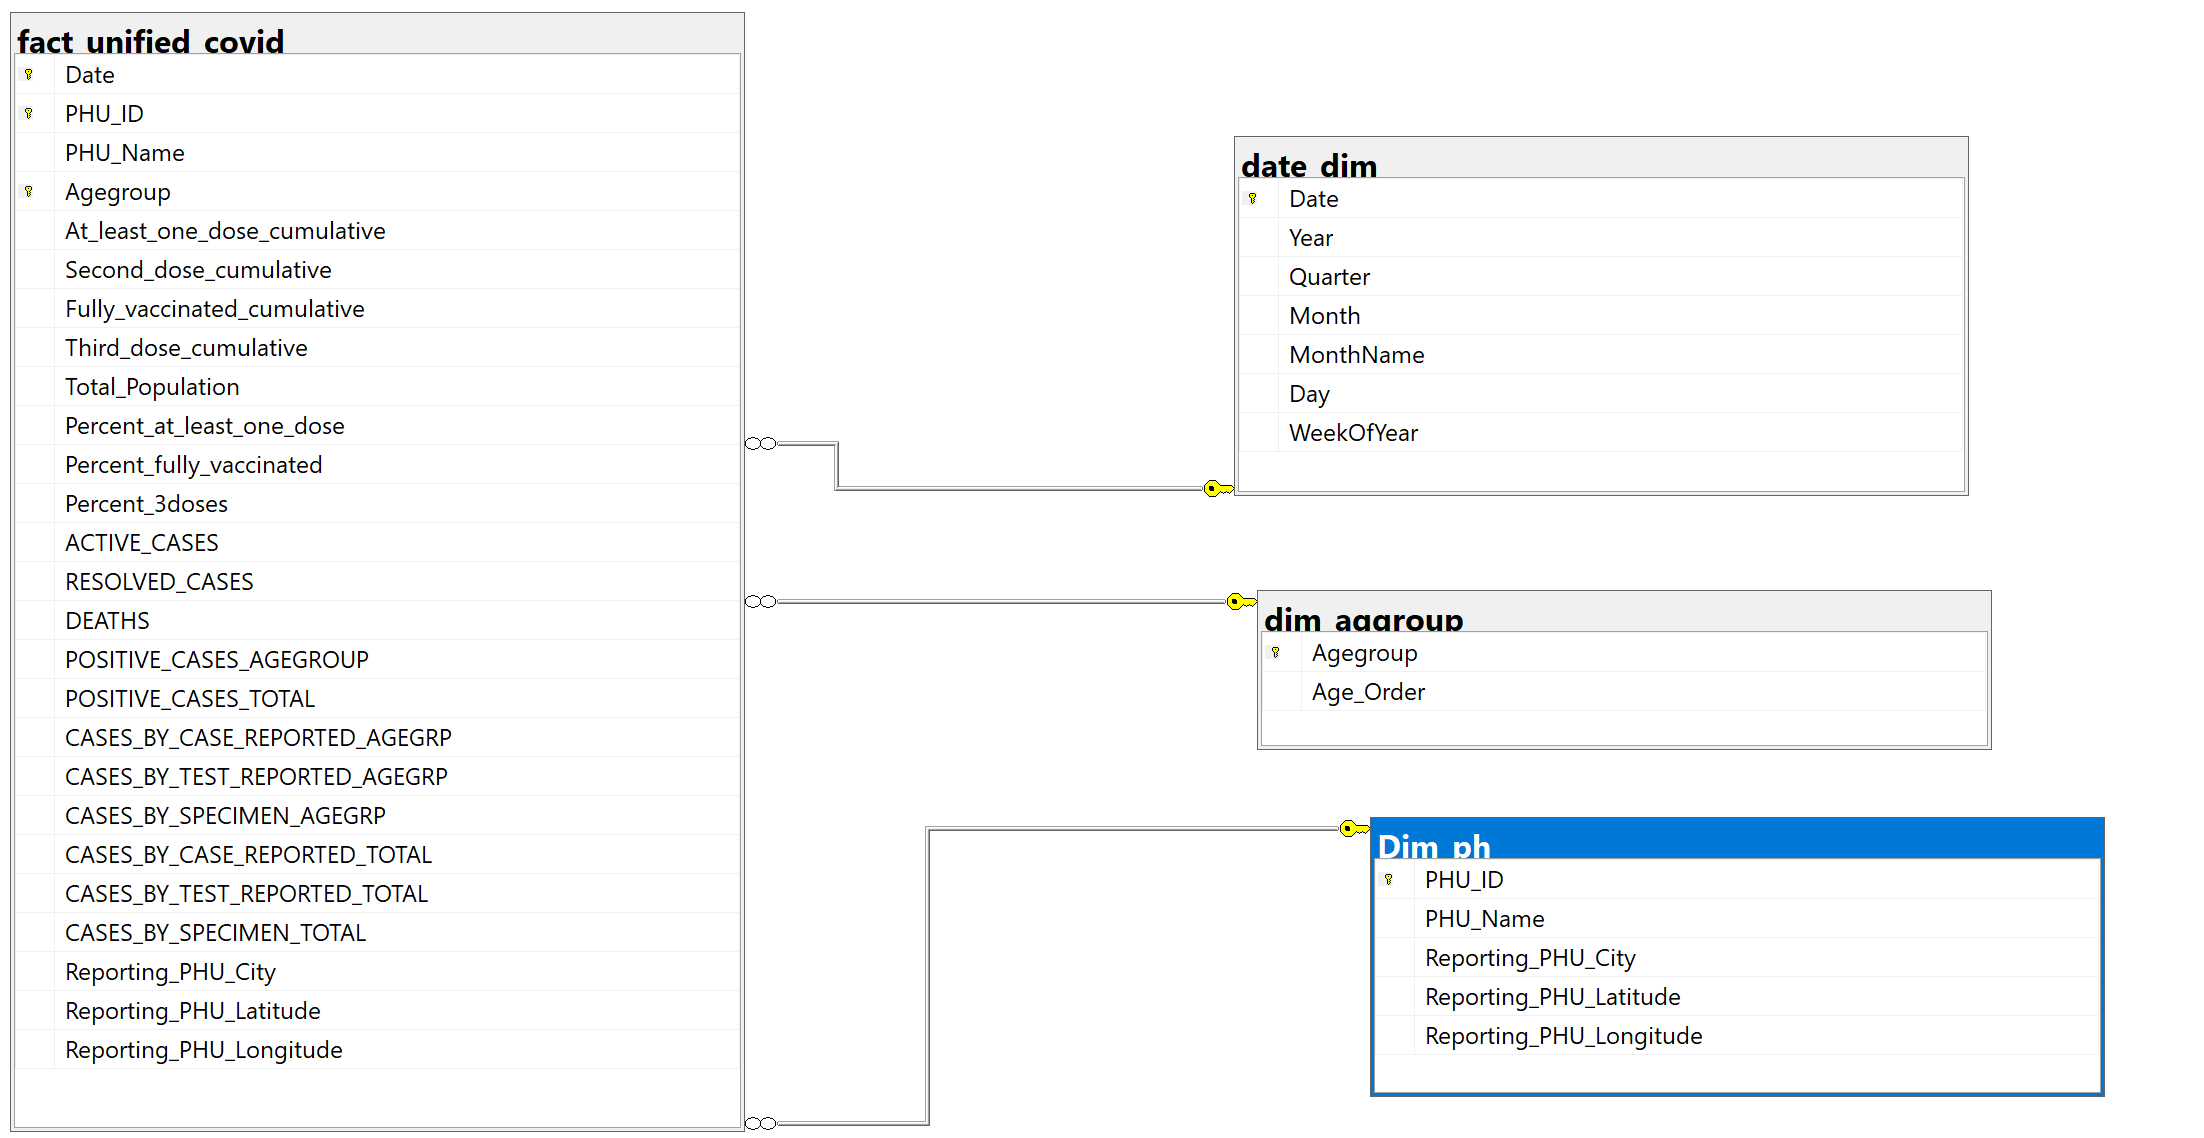 fact_unified_covid
Date
PHU_ID
PHU_Name
Agegroup
At_least_one_dose_cumulative
Second_dose_cumulative
Fully_vaccinated_cumulative
Third_dose_cumulative
Total_Population
Percent_at_least_one_dose
Percent_fully_vaccinated
Percent_3doses
ACTIVE_CASES
RESOLVED_CASES
DEATHS
POSITIVE_CASES_AGEGROUP
POSITIVE_CASES_TOTAL
CASES_BY_CASE_REPORTED_AGEGRP
CASES_BY_TEST_REPORTED_AGEGRP
CASES_BY_SPECIMEN_AGEGRP
CASES_BY_CASE_REPORTED_TOTAL
CASES_BY_TEST_REPORTED_TOTAL
CASES_BY_SPECIMEN_TOTAL
Reporting_PHU_City
Reporting_PHU_Latitude
Reporting_PHU_Longitude
date_dim
Date
Year
Quarter
Month
MonthName
Day
WeekOfYear
dim_aggroup
Agegroup
Age_Order
Dim_ph
PHU_ID
PHU_Name
Reporting_PHU_City
Reporting_PHU_Latitude
Reporting_PHU_Longitude